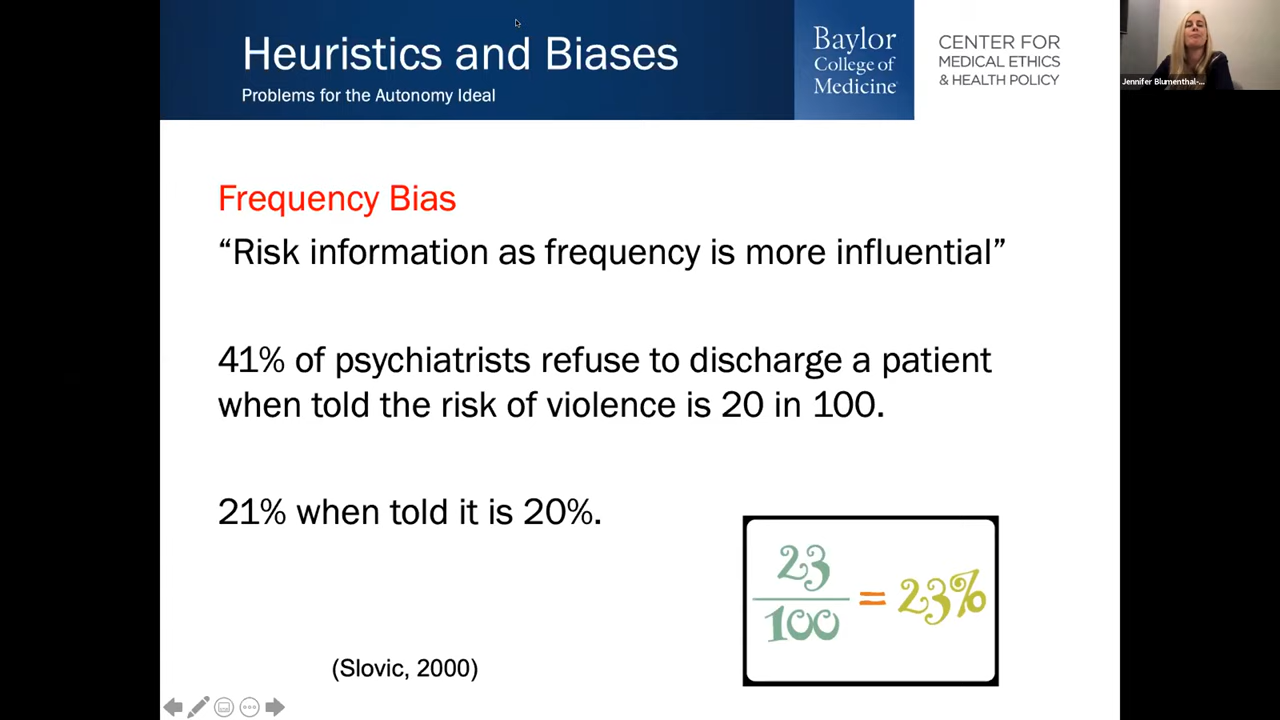 Heuristics and Biases
Problems for the Autonomy Ideal
Baylor
College of
Medicine
CENTER FOR
MEDICAL ETHICS
& HEALTH POLICY
Jennifer Blumenthal-...
Frequency Bias
“Risk information as frequency is more influential”
41% of psychiatrists refuse to discharge a patient
when told the risk of violence is 20 in 100.
21% when told it is 20%.
23
100
= 23%
(Slovic, 2000)